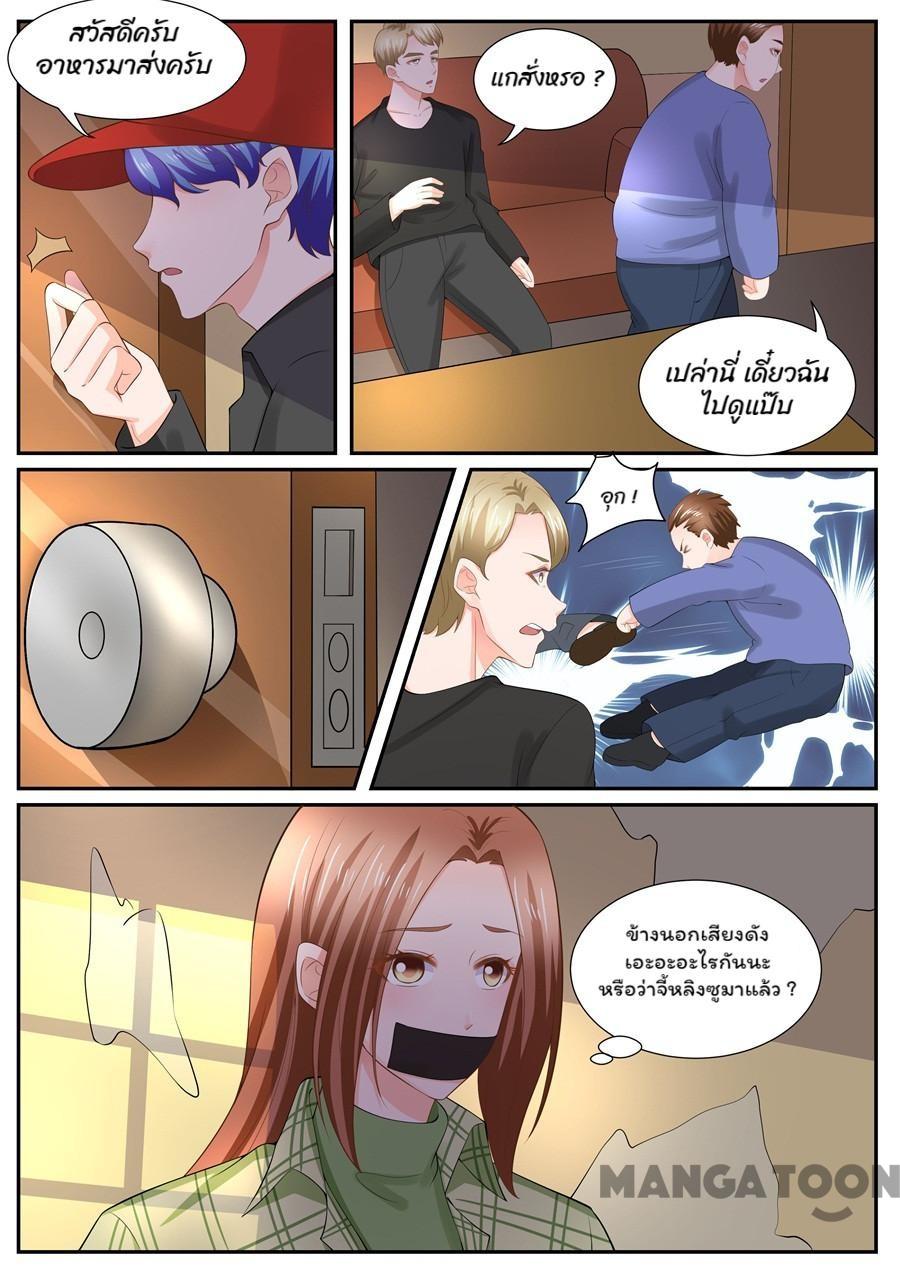 สวัสดีครับ
อาหารมาส่งครับ
แกสั่งหรอ ?
เปล่านี่ เดี๋ยวฉัน
ไปดูแป๊บ
อุก !
ข้างนอกเสียงดัง
เอะอะอะไรกันนะ
หรือว่าจี้หลิงซูมาแล้ว ?
MANGATOON